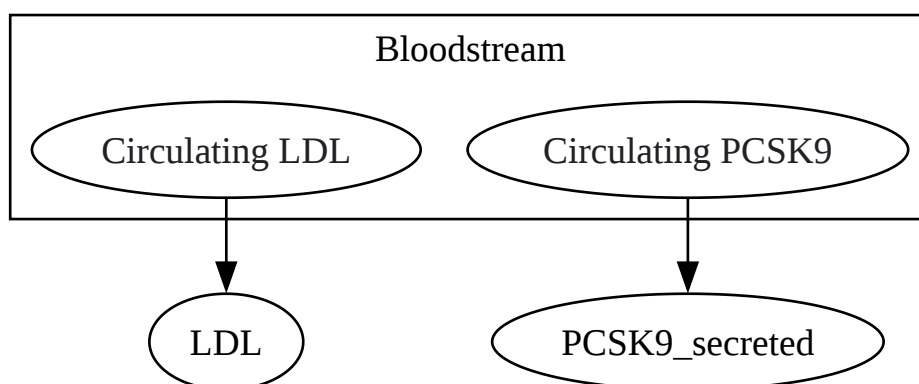 Bloodstream
Circulating LDL
Circulating PCSK9
LDL
PCSK9_secreted